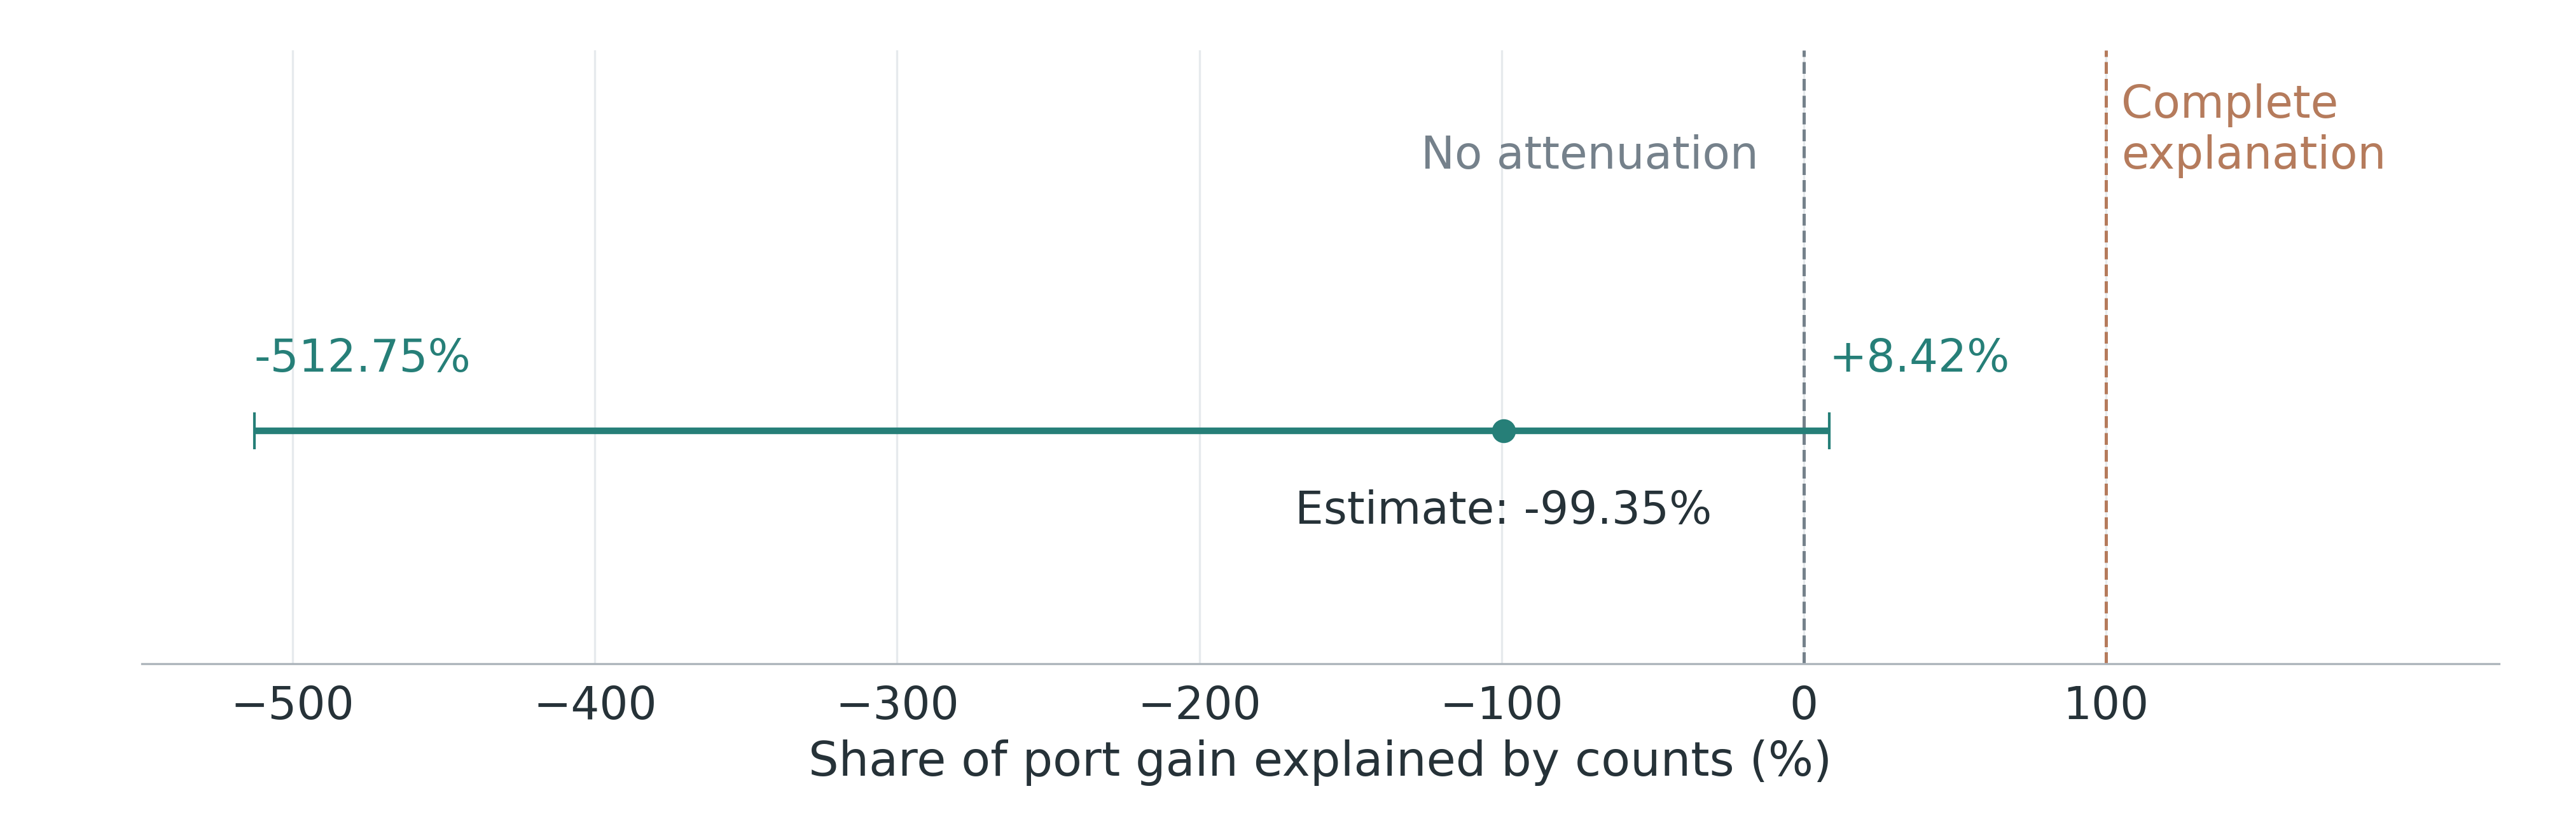 Complete
explanation
No attenuation
-512.75%
+8.42%
Estimate: -99.35%
−500
−400
−300
−200
−100
0
100
Share of port gain explained by counts (%)